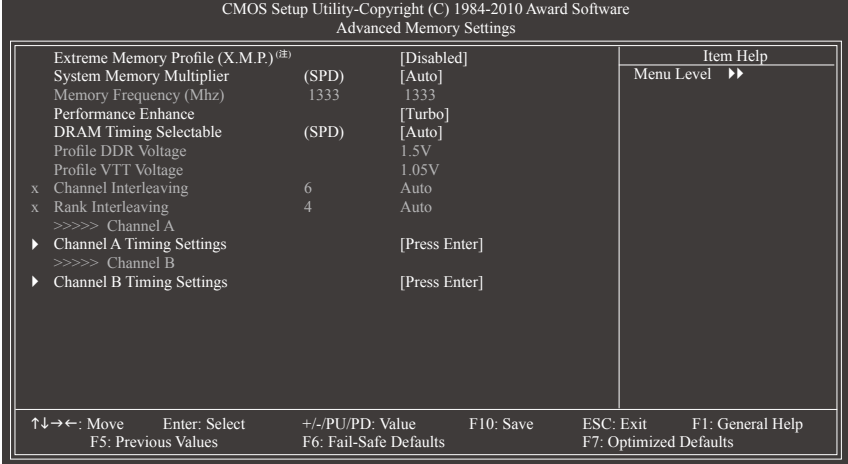 CMOS Setup Utility-Copyright (C) 1984-2010 Award Software
Advanced Memory Settings
Extreme Memory Profile (X.M.P.) (注) [Disabled]
System Memory Multiplier (SPD) [Auto]
Memory Frequency (Mhz) 1333 1333
Performance Enhance [Turbo]
DRAM Timing Selectable (SPD) [Auto]
Profile DDR Voltage 1.5V
Profile VTT Voltage 1.05V
x Channel Interleaving 6 Auto
x Rank Interleaving 4 Auto
>>>>> Channel A
▶ Channel A Timing Settings [Press Enter]
>>>>> Channel B
▶ Channel B Timing Settings [Press Enter]
Item Help
Menu Level ▶▶
↑↓→←: Move Enter: Select +/-/PU/PD: Value F10: Save ESC: Exit F1: General Help
F5: Previous Values F6: Fail-Safe Defaults F7: Optimized Defaults